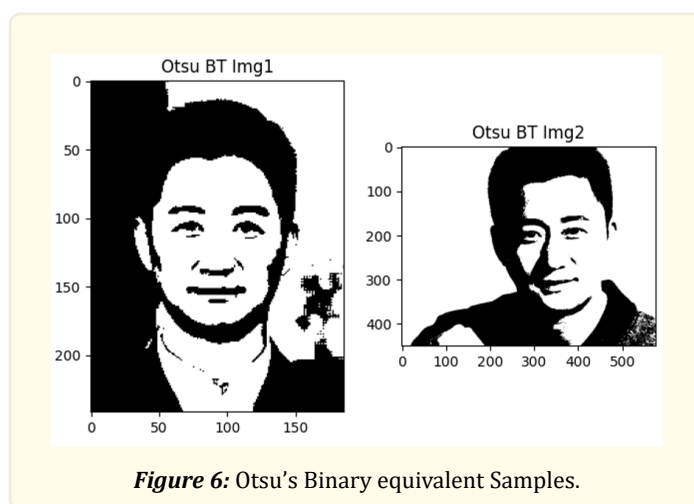 Otsu BT Img1
0
50
100
150
200
0 50 100 150
Otsu BT Img2
0
100
200
300
400
0 100 200 300 400 500
Figure 6: Otsu's Binary equivalent Samples.